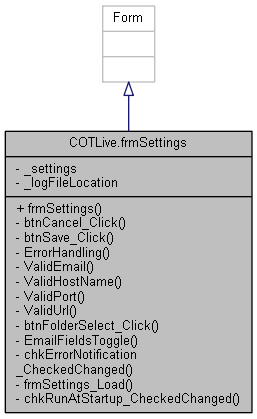 Form
COTLive.frmSettings
- _settings
- _logFileLocation
+ frmSettings()
- btnCancel_Click()
- btnSave_Click()
- ErrorHandling()
- ValidEmail()
- ValidHostName()
- ValidPort()
- ValidUrl()
- btnFolderSelect_Click()
- EmailFieldsToggle()
- chkErrorNotification
_CheckedChanged()
- frmSettings_Load()
- chkRunAtStartup_CheckedChanged()